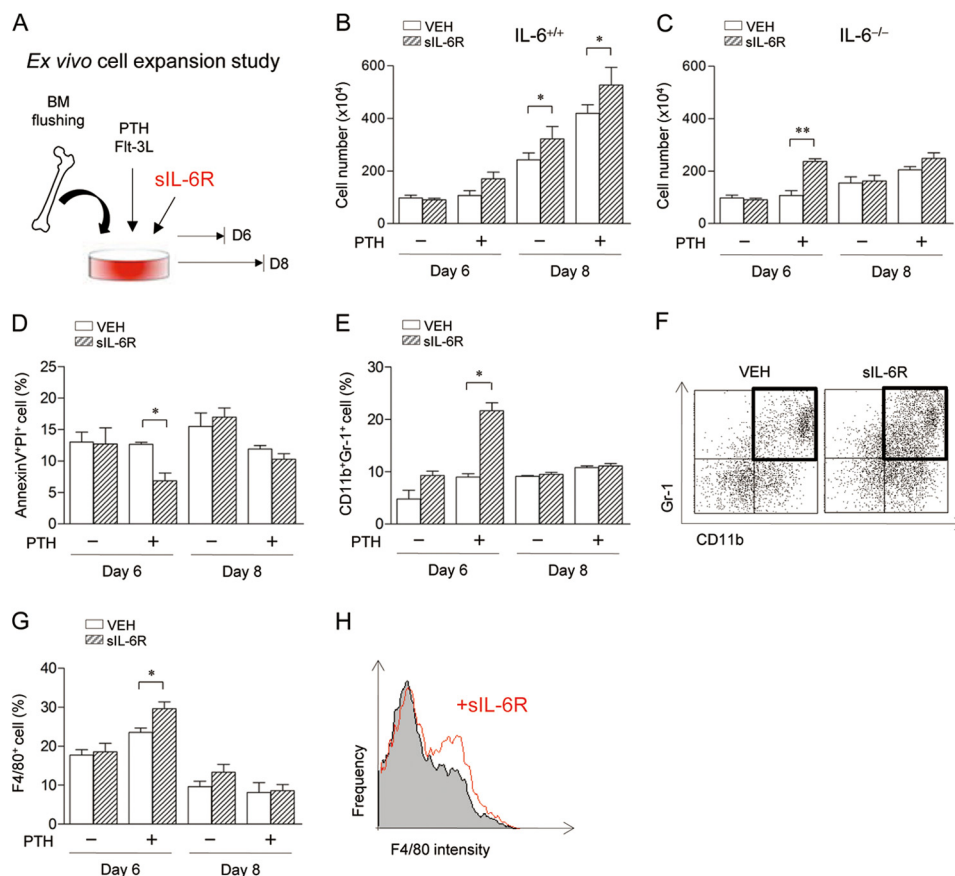 A
Ex vivo cell expansion study
BM
flushing
PTH
Flt-3L
sIL-6R
D6
D8
B
VEH
sIL-6R
IL-6+/+
Cell number (x10⁴)
600
400
200
0
* *
PTH − + − +
Day 6 Day 8
C
VEH
sIL-6R
IL-6−/−
Cell number (x10⁴)
600
400
200
0
**
PTH − + − +
Day 6 Day 8
D
VEH
sIL-6R
AnnexinV+PI+ cell (%)
25
20
15
10
5
0
*
PTH − + − +
Day 6 Day 8
E
VEH
sIL-6R
CD11b+Gr-1+ cell (%)
30
20
10
0
*
PTH − + − +
Day 6 Day 8
F
VEH sIL-6R
Gr-1
CD11b
G
VEH
sIL-6R
F4/80+ cell (%)
40
30
20
10
0
*
PTH − + − +
Day 6 Day 8
H
+sIL-6R
Frequency
F4/80 intensity